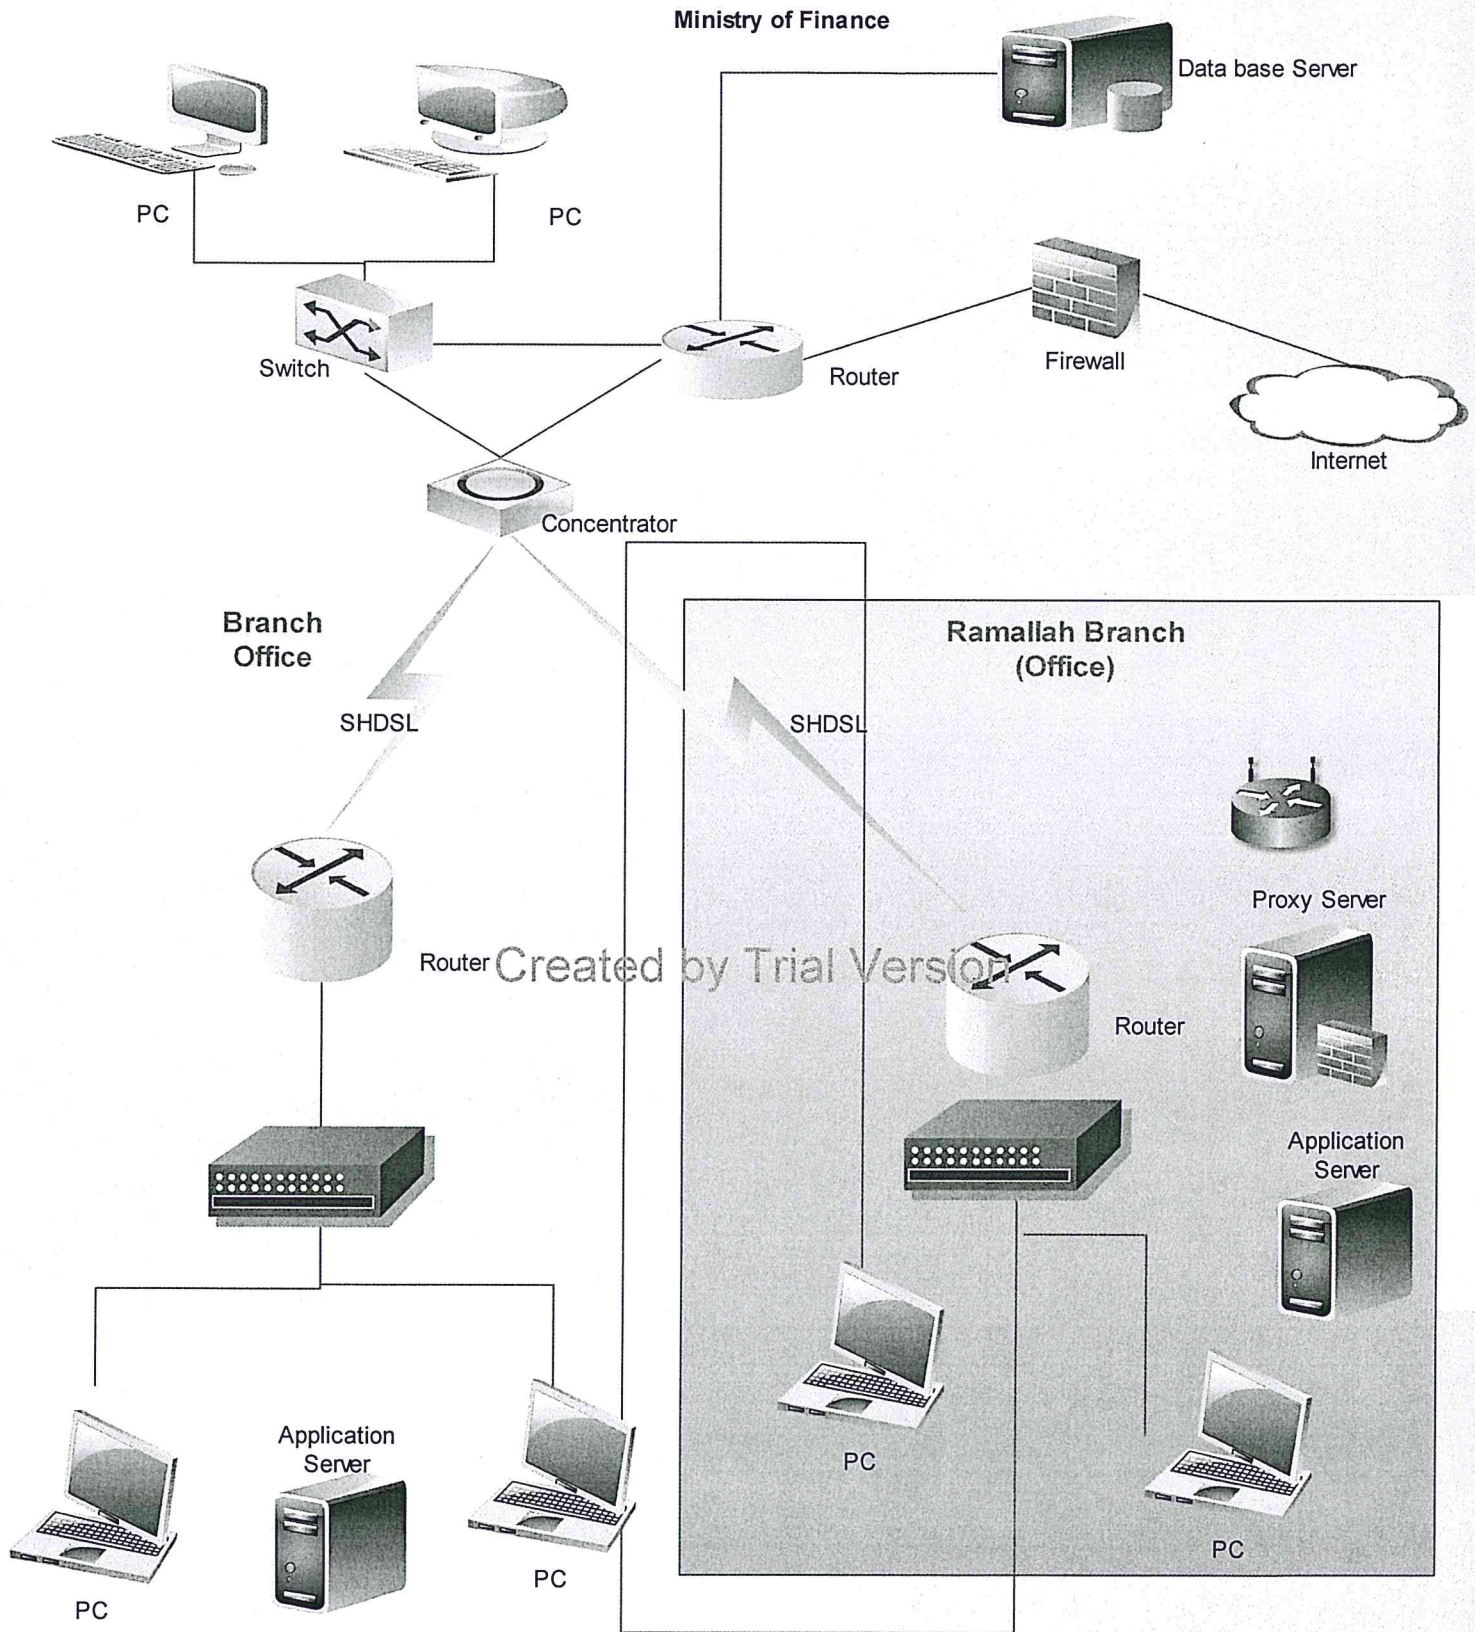 Ministry of Finance
Data base Server
PC
PC
Switch
Router
Firewall
Internet
Concentrator
Branch
Office
Ramallah Branch
(Office)
SHDSL
SHDSL
Proxy Server
Router
Created by Trial Version
Router
Application
Server
Application
Server
PC
PC
PC
PC